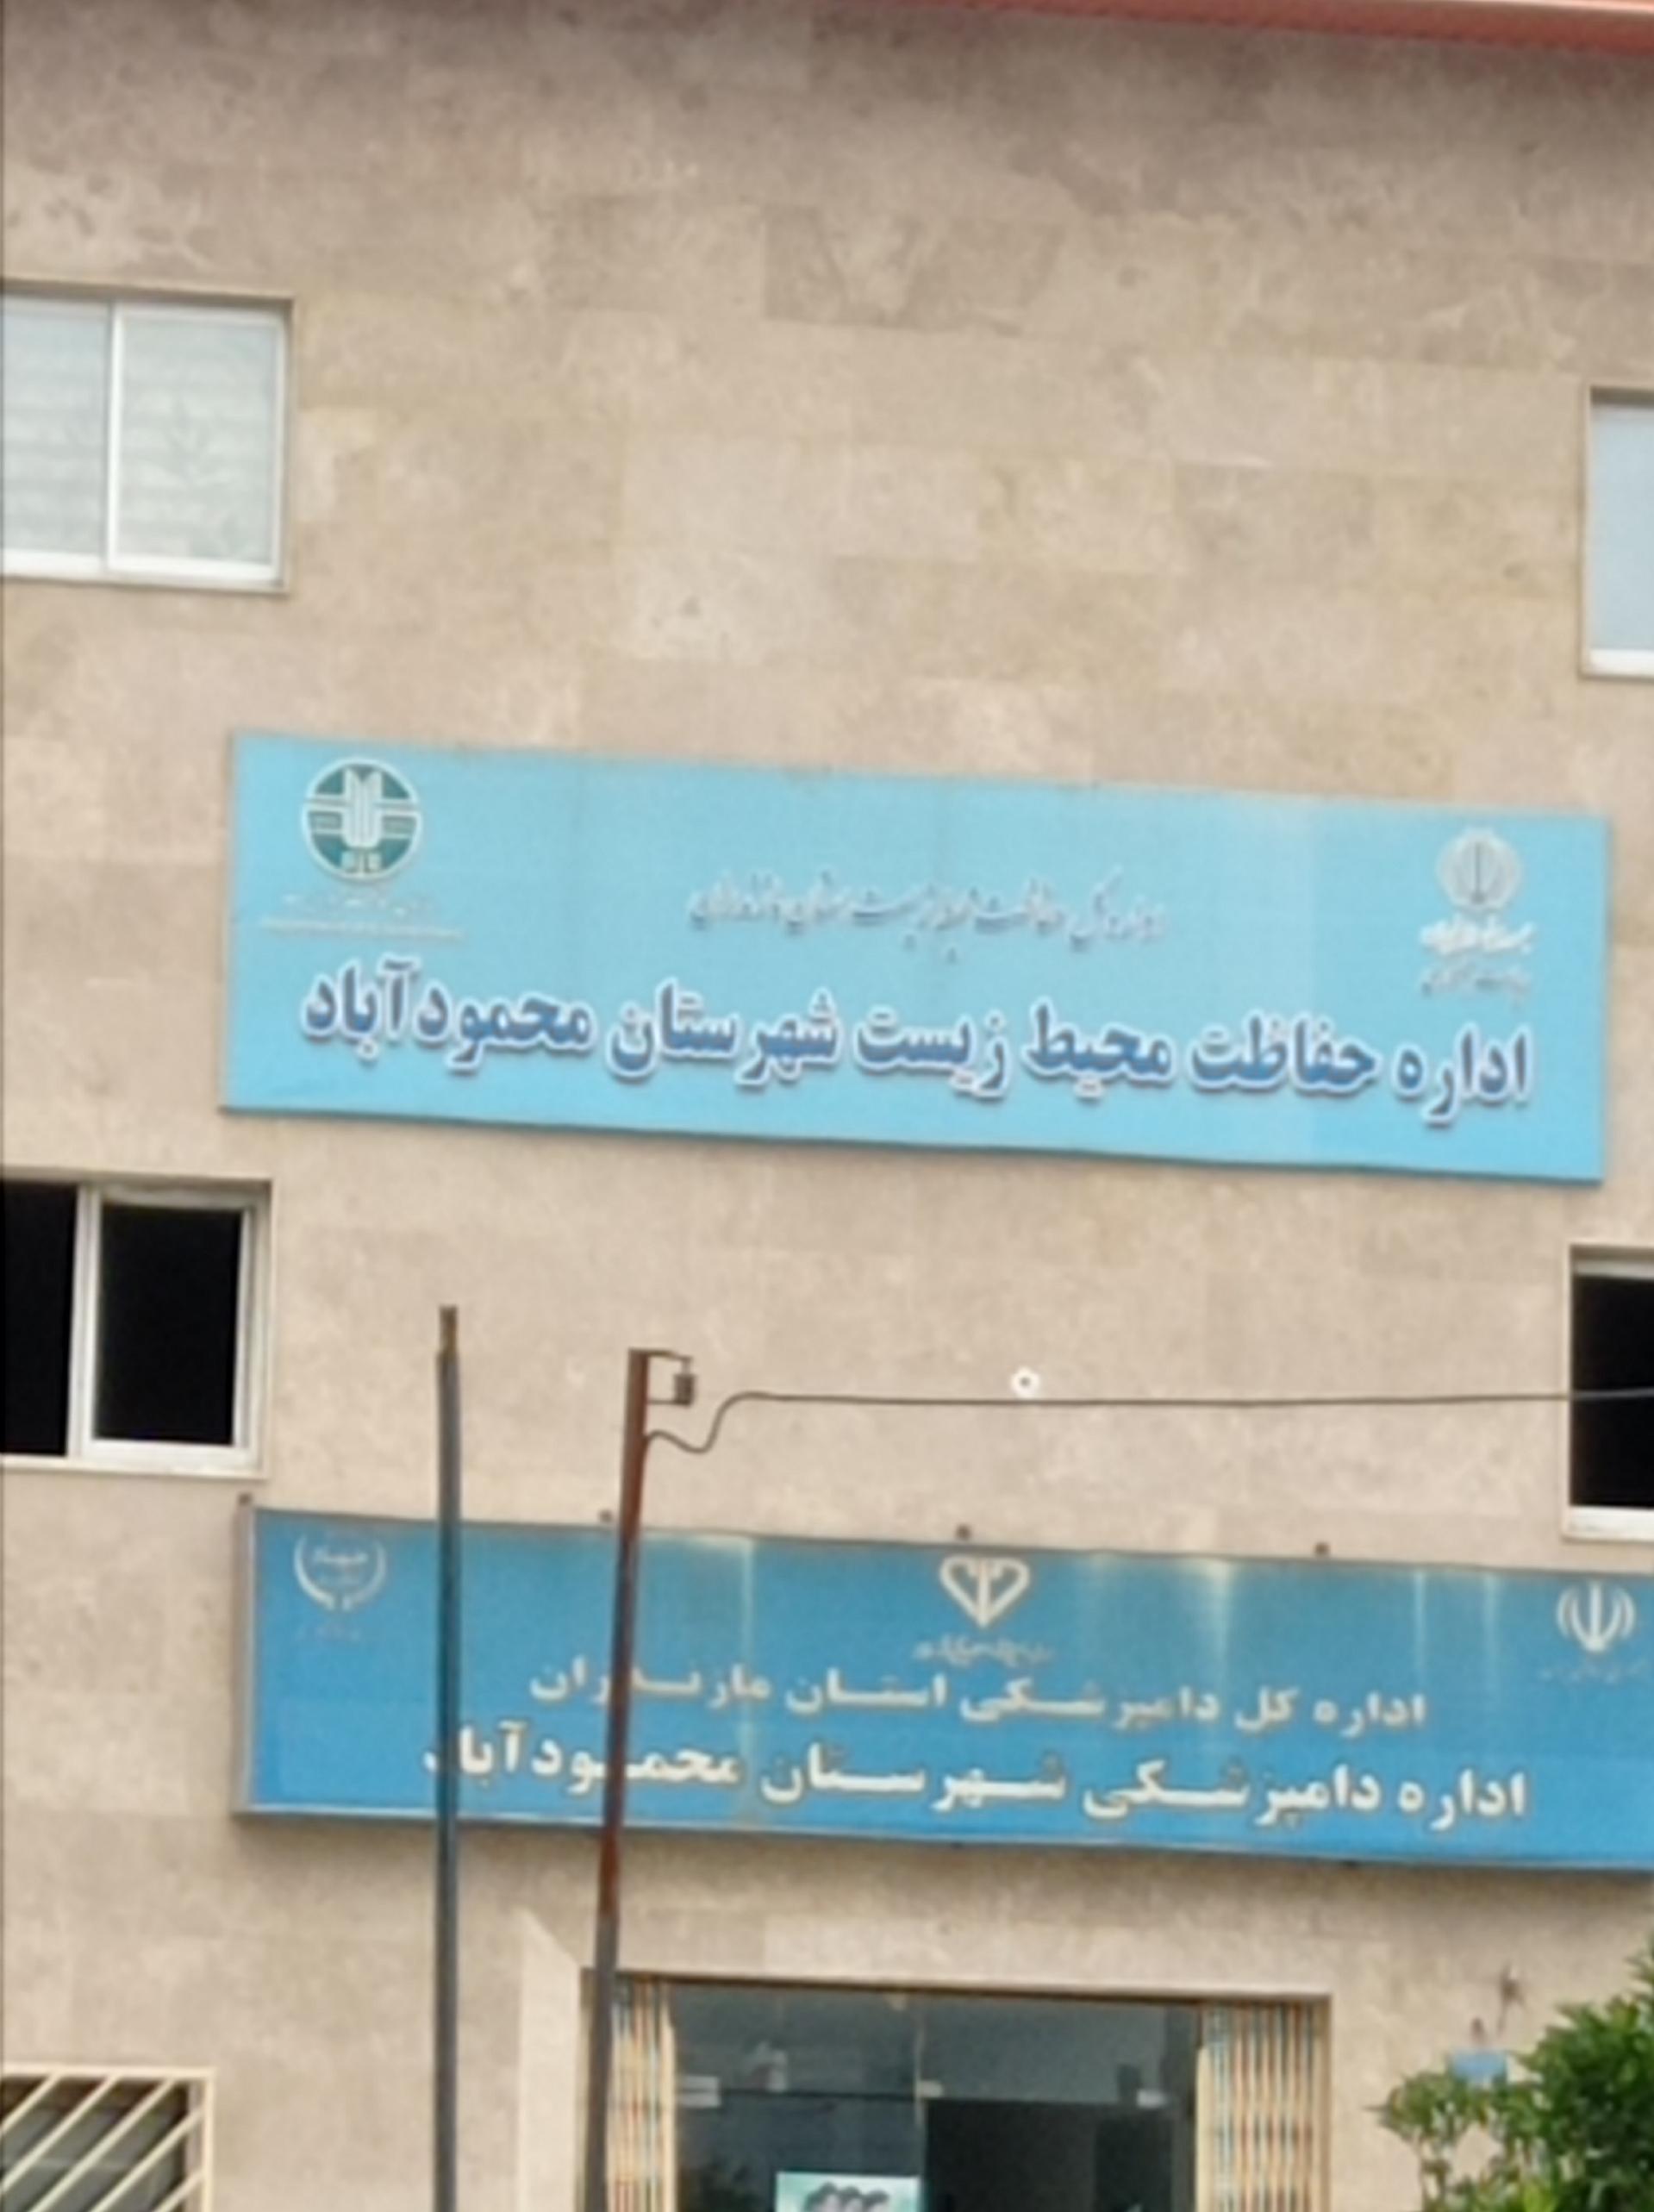 اداره کل حفاظت محیط زیست استان مازندران
اداره حفاظت محیط زیست شهرستان محمودآباد
جهاد
اداره کل دامپزشکی استان مازندران
اداره دامپزشکی شهرستان محمودآباد